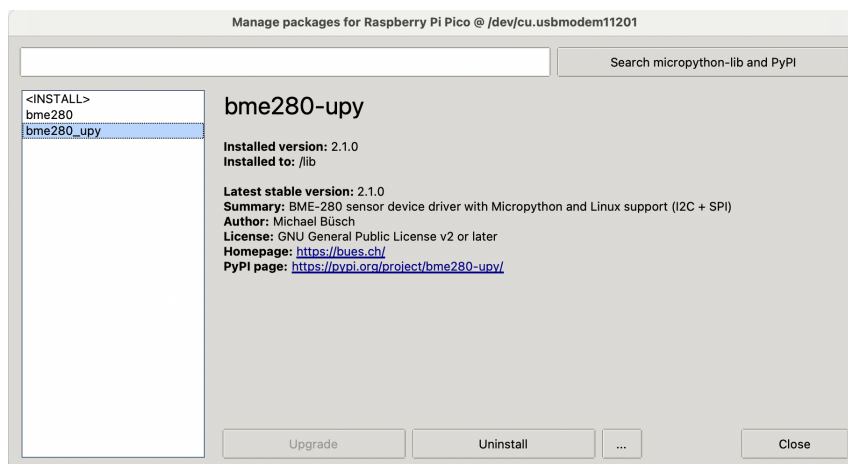 Manage packages for Raspberry Pi Pico @ /dev/cu.usbmodem11201
Search micropython-lib and PyPI
<INSTALL>
bme280
bme280_upy
bme280-upy
Installed version: 2.1.0
Installed to: /lib
Latest stable version: 2.1.0
Summary: BME-280 sensor device driver with Micropython and Linux support (I2C + SPI)
Author: Michael Büsch
License: GNU General Public License v2 or later
Homepage: https://bues.ch/
PyPI page: https://pypi.org/project/bme280-upy/
Upgrade
Uninstall
...
Close